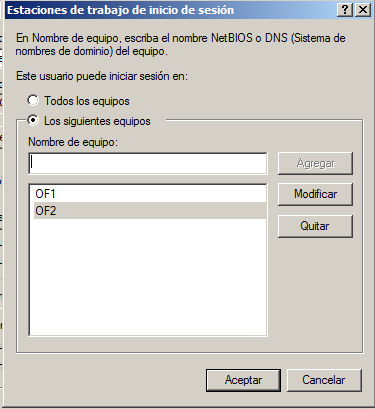 Estaciones de trabajo de inicio de sesión
En Nombre de equipo, escriba el nombre NetBIOS o DNS (Sistema de
nombres de dominio) del equipo.
Este usuario puede iniciar sesión en:
Todos los equipos
Los siguientes equipos
Nombre de equipo:
Agregar
OF1
Modificar
OF2
Quitar
Aceptar
Cancelar